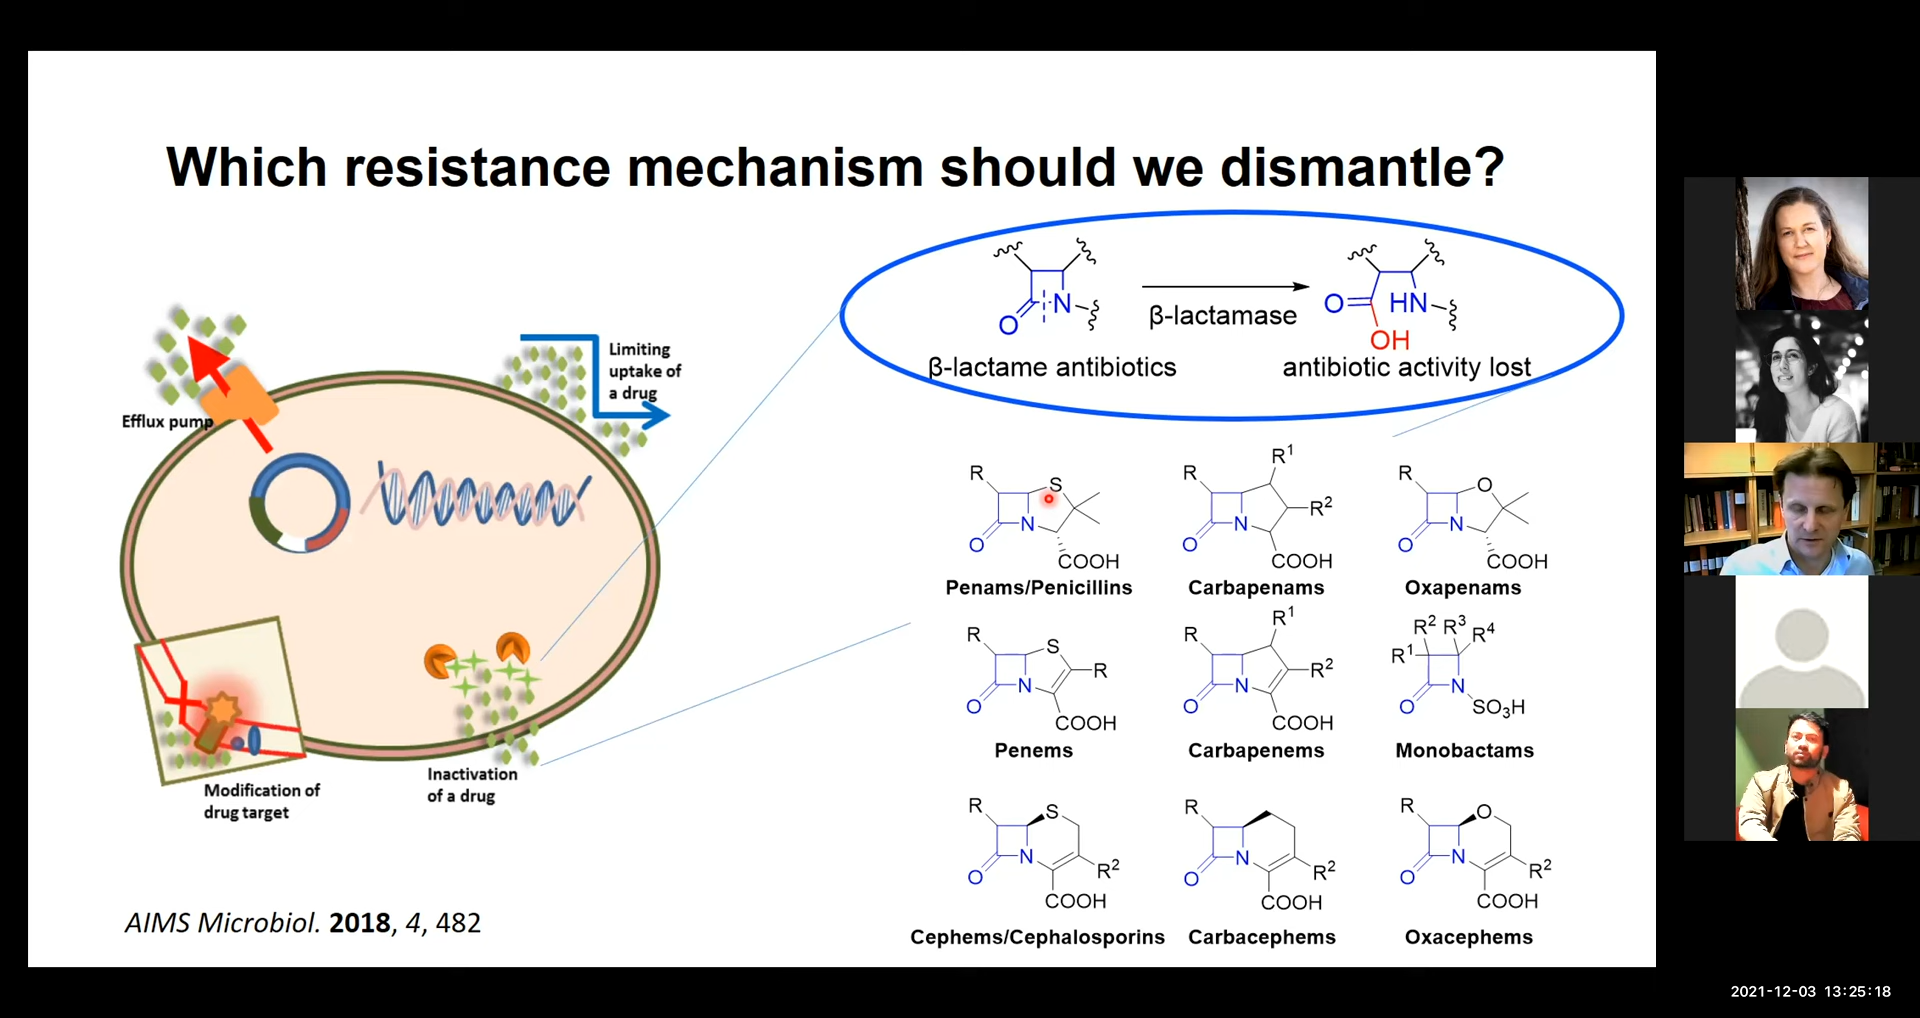 Which resistance mechanism should we dismantle?
Efflux pump
Limiting
uptake of
a drug
Modification of
drug target
Inactivation
of a drug
O
N
β-lactamase
O
HN
OH
β-lactame antibiotics
antibiotic activity lost
R
S
N
O
COOH
Penams/Penicillins
R
R¹
R²
N
O
COOH
Carbapenams
R
O
N
O
COOH
Oxapenams
R
S
R
N
O
COOH
Penems
R
R¹
R²
N
O
COOH
Carbapenems
R² R³
R¹
R⁴
N
O
SO₃H
Monobactams
R
S
N
O
R²
COOH
Cephems/Cephalosporins
R
N
O
R²
COOH
Carbacephems
R
O
N
O
R²
COOH
Oxacephems
AIMS Microbiol. 2018, 4, 482
2021-12-03 13:25:18